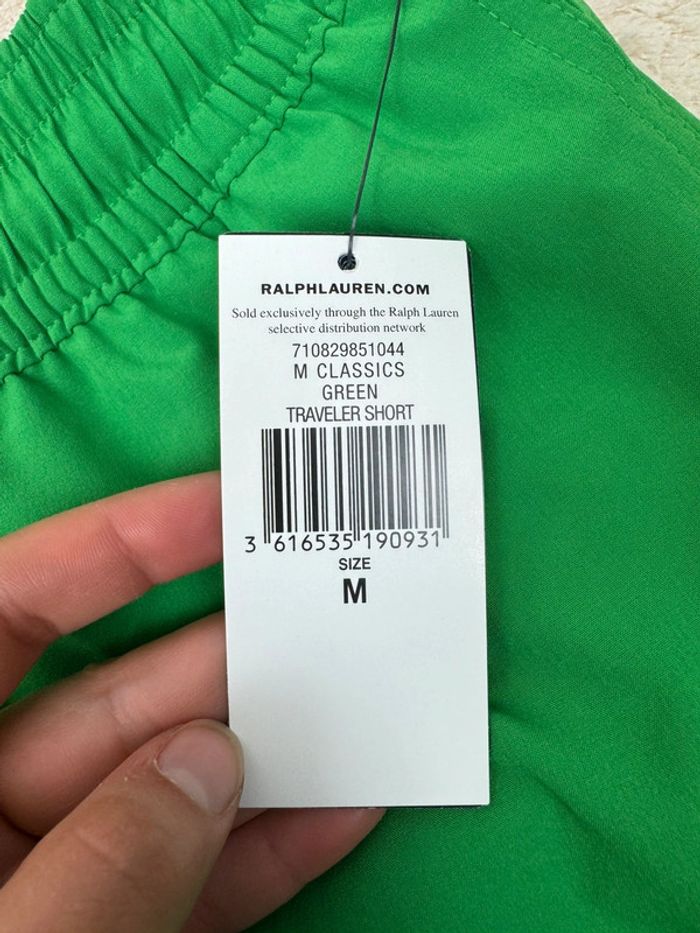 RALPHLAUREN.COM
Sold exclusively through the Ralph Lauren
selective distribution network
710829851044
M CLASSICS
GREEN
TRAVELER SHORT
3 616535 190931
SIZE
M